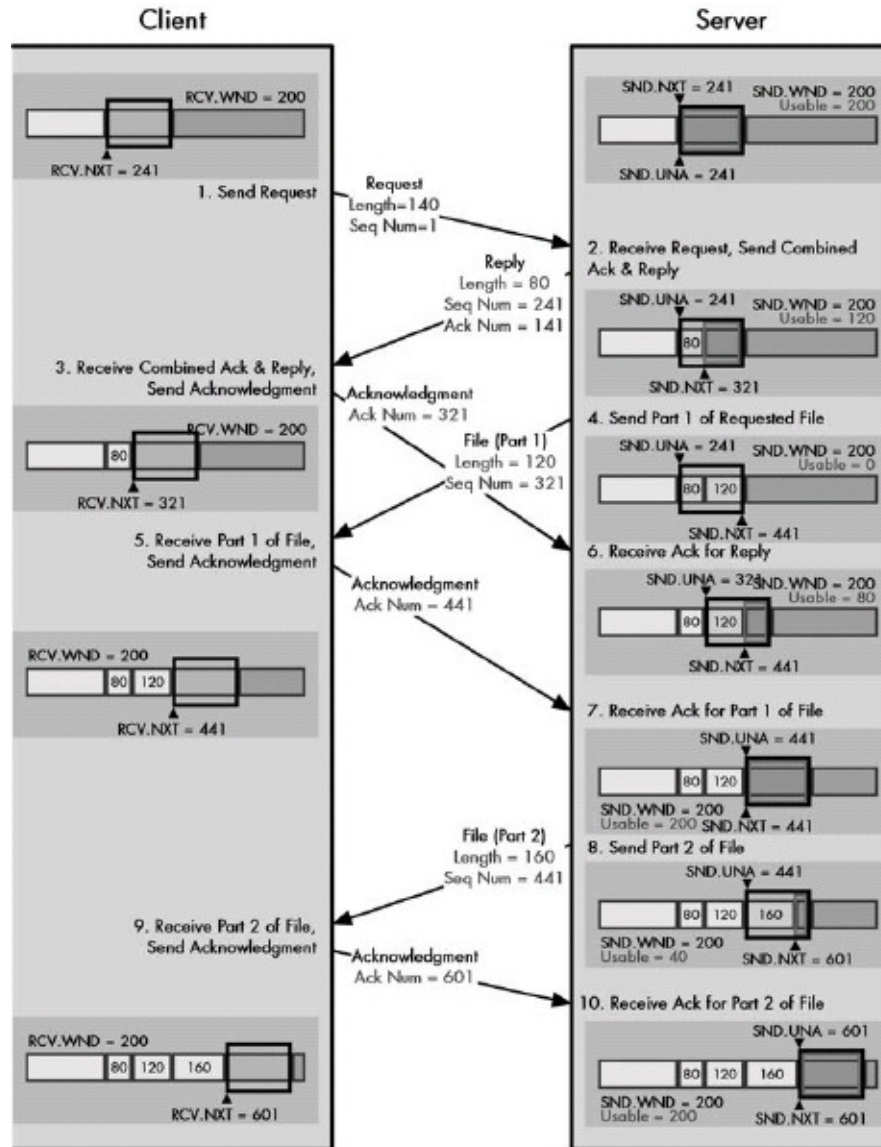 Client
Server
RCV.WND = 200
RCV.NXT = 241
SND.NXT = 241
SND.WND = 200
Usable = 200
SND.UNA = 241
1. Send Request
Request
Length=140
Seq Num=1
2. Receive Request, Send Combined
Ack & Reply
Reply
Length = 80
Seq Num = 241
Ack Num = 141
SND.UNA = 241
SND.WND = 200
Usable = 120
80
SND.NXT = 321
3. Receive Combined Ack & Reply,
Send Acknowledgment
Acknowledgment
Ack Num = 321
RCV.WND = 200
80
RCV.NXT = 321
4. Send Part 1 of Requested File
File (Part 1)
Length = 120
Seq Num = 321
SND.UNA = 241
SND.WND = 200
Usable = 0
80 120
SND.NXT = 441
5. Receive Part 1 of File,
Send Acknowledgment
Acknowledgment
Ack Num = 441
6. Receive Ack for Reply
SND.UNA = 321
SND.WND = 200
Usable = 80
80 120
SND.NXT = 441
RCV.WND = 200
80 120
RCV.NXT = 441
7. Receive Ack for Part 1 of File
SND.UNA = 441
80 120
SND.WND = 200
Usable = 200
SND.NXT = 441
8. Send Part 2 of File
File (Part 2)
Length = 160
Seq Num = 441
SND.UNA = 441
80 120 160
SND.WND = 200
Usable = 40
SND.NXT = 601
9. Receive Part 2 of File,
Send Acknowledgment
Acknowledgment
Ack Num = 601
10. Receive Ack for Part 2 of File
RCV.WND = 200
80 120 160
RCV.NXT = 601
SND.UNA = 601
80 120 160
SND.WND = 200
Usable = 200
SND.NXT = 601